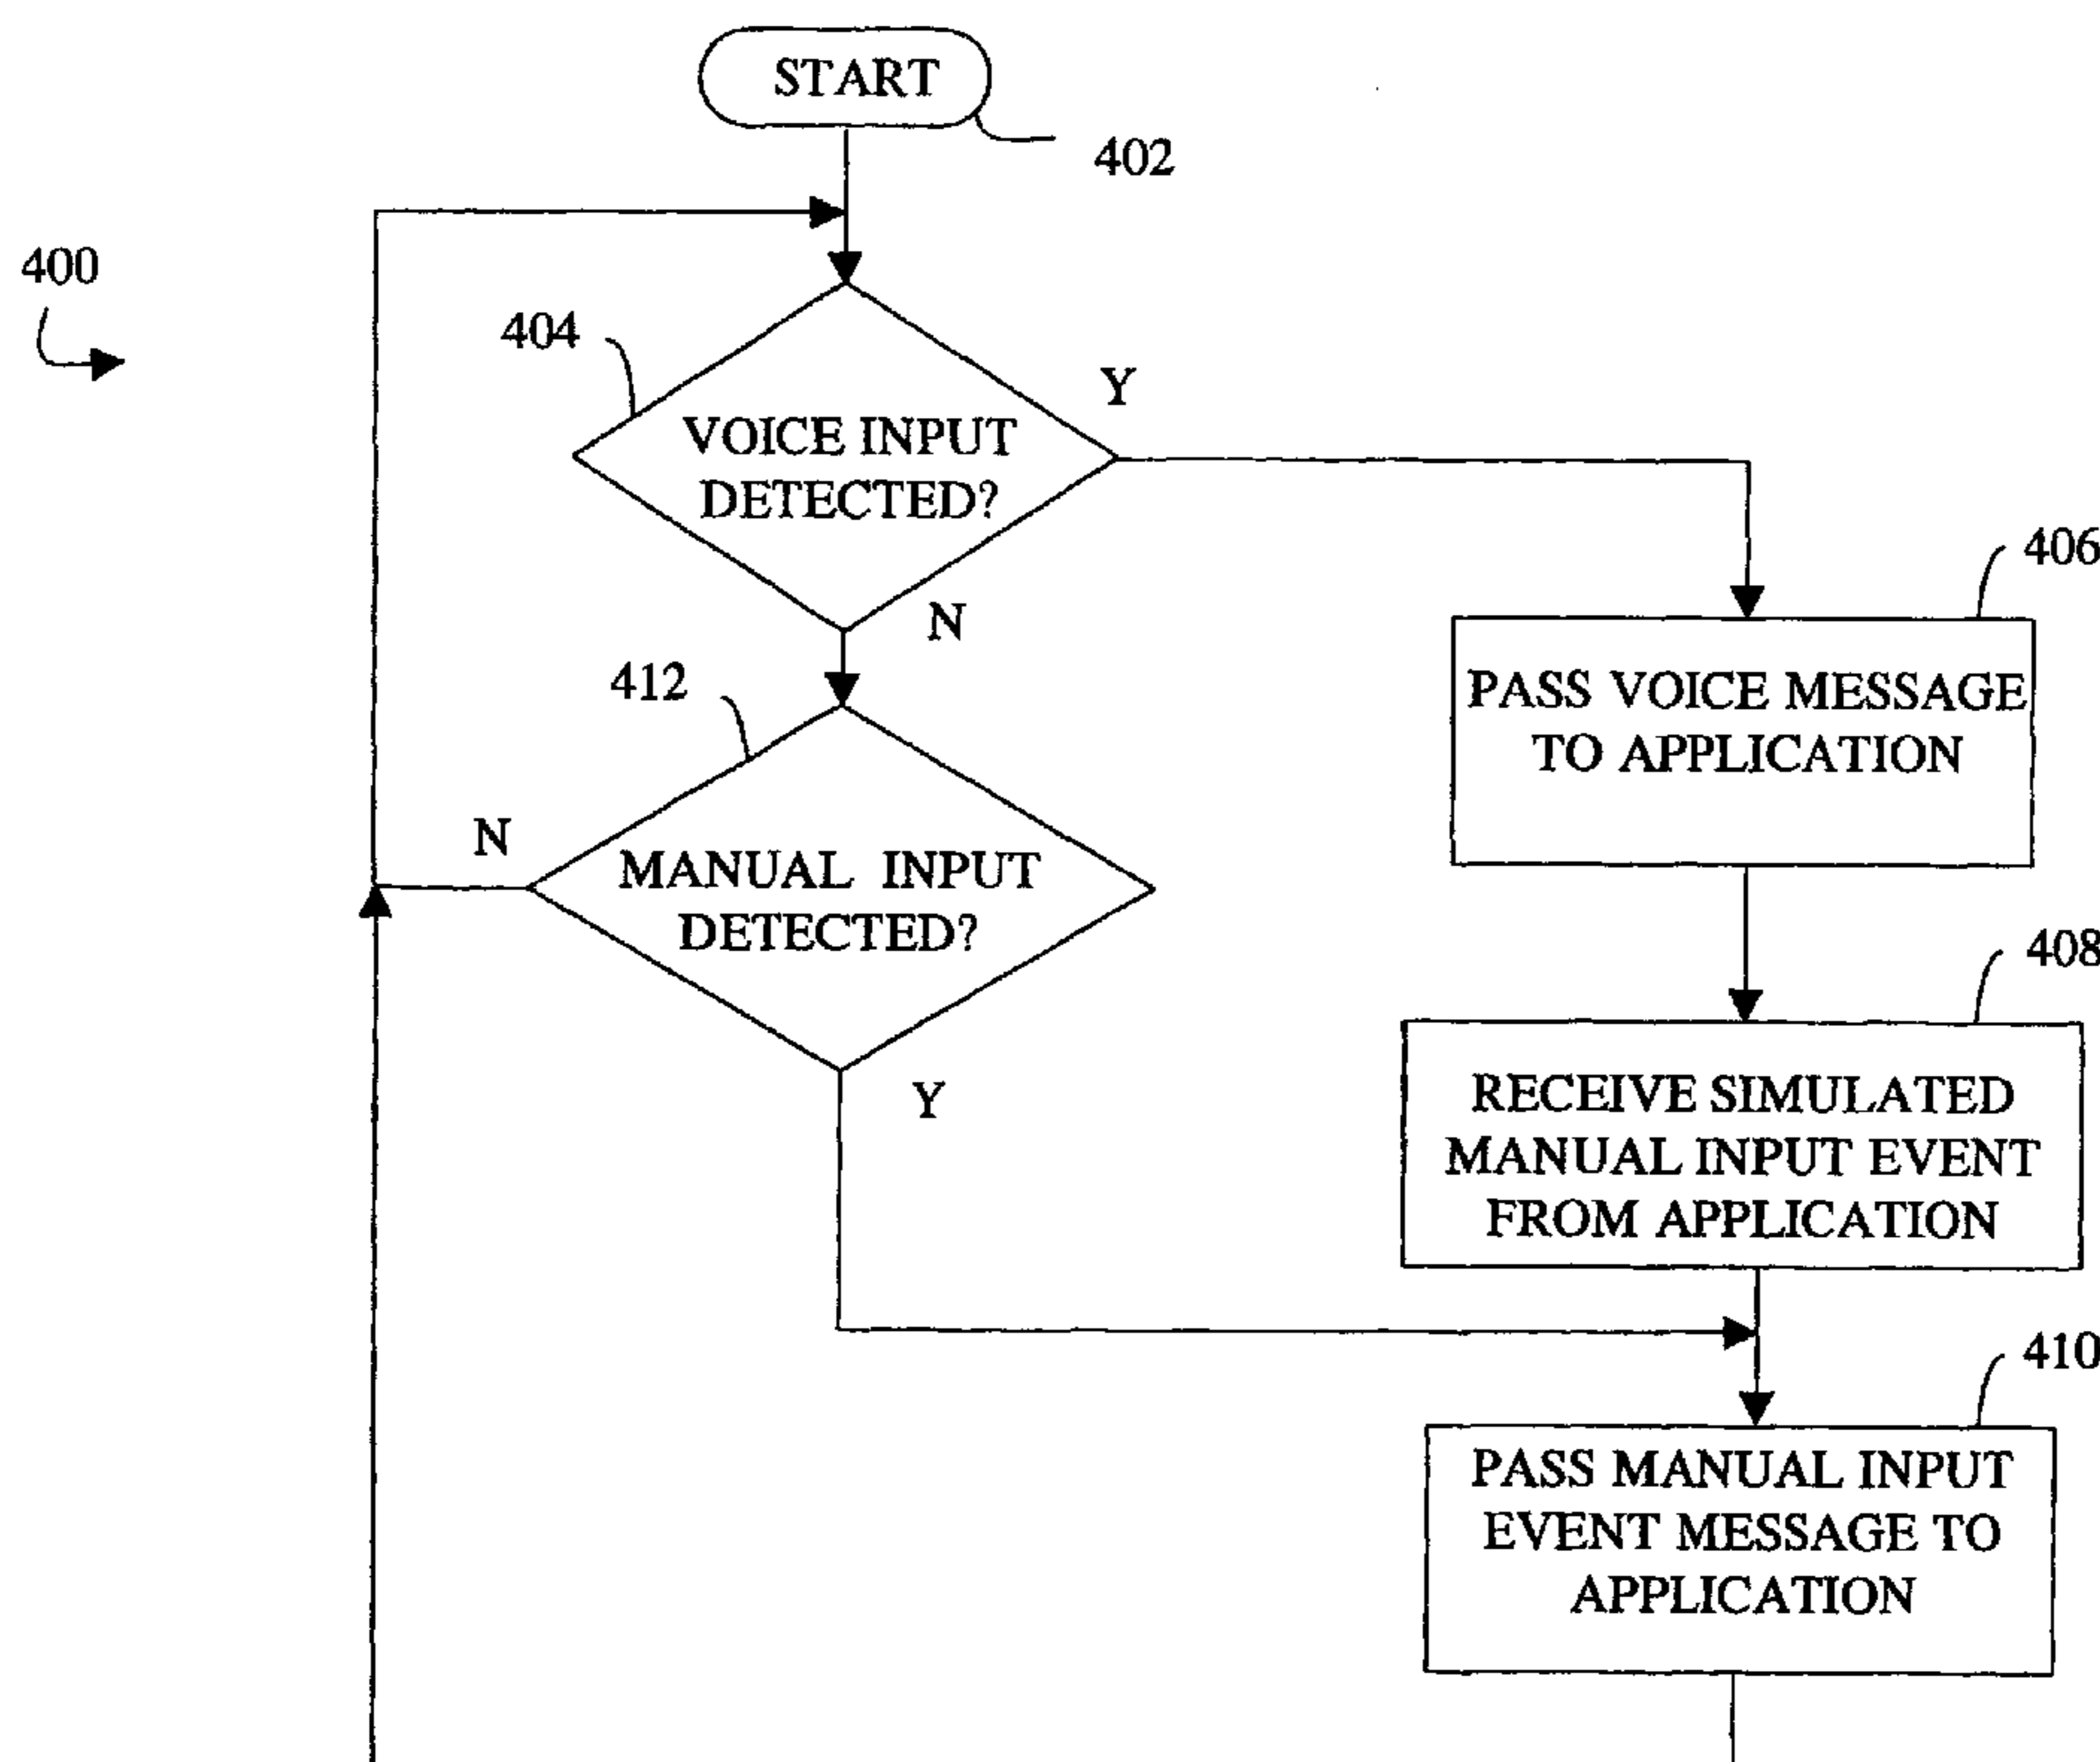 START
402
400
404
Y
VOICE INPUT
DETECTED?
N
406
PASS VOICE MESSAGE
TO APPLICATION
412
N
MANUAL INPUT
DETECTED?
Y
408
RECEIVE SIMULATED
MANUAL INPUT EVENT
FROM APPLICATION
410
PASS MANUAL INPUT
EVENT MESSAGE TO
APPLICATION